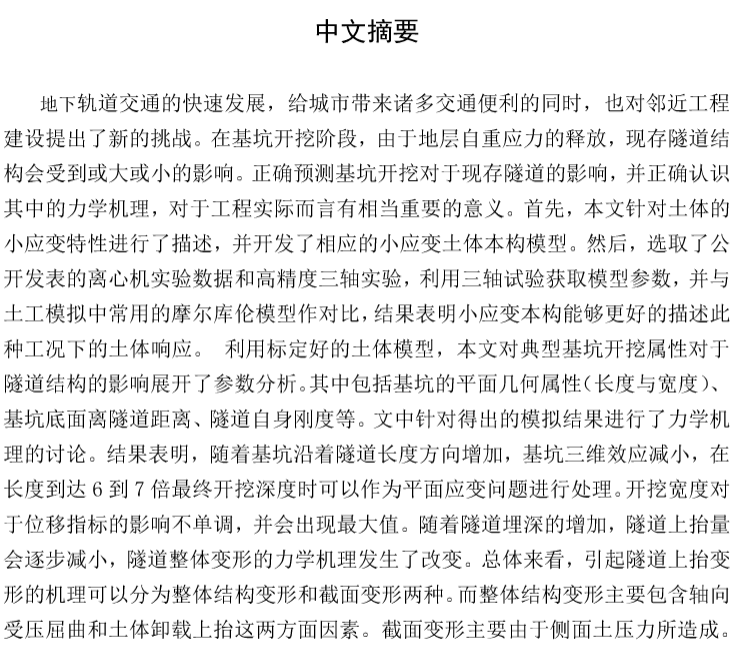 中文摘要
地下轨道交通的快速发展，给城市带来诸多交通便利的同时，也对邻近工程
建设提出了新的挑战。在基坑开挖阶段，由于地层自重应力的释放，现存隧道结
构会受到或大或小的影响。正确预测基坑开挖对于现存隧道的影响，并正确认识
其中的力学机理，对于工程实际而言有相当重要的意义。首先，本文针对土体的
小应变特性进行了描述，并开发了相应的小应变土体本构模型。然后，选取了公
开发表的离心机实验数据和高精度三轴实验，利用三轴试验获取模型参数，并与
土工模拟中常用的摩尔库伦模型作对比，结果表明小应变本构能够更好的描述此
种工况下的土体响应。 利用标定好的土体模型，本文对典型基坑开挖属性对于
隧道结构的影响展开了参数分析。其中包括基坑的平面几何属性（长度与宽度）、
基坑底面离隧道距离、隧道自身刚度等。文中针对得出的模拟结果进行了力学机
理的讨论。结果表明，随着基坑沿着隧道长度方向增加，基坑三维效应减小，在
长度到达 6 到 7 倍最终开挖深度时可以作为平面应变问题进行处理。开挖宽度对
于位移指标的影响不单调，并会出现最大值。随着隧道埋深的增加，隧道上抬量
会逐步减小，隧道整体变形的力学机理发生了改变。总体来看，引起隧道上抬变
形的机理可以分为整体结构变形和截面变形两种。而整体结构变形主要包含轴向
受压屈曲和土体卸载上抬这两方面因素。截面变形主要由于侧面土压力所造成。